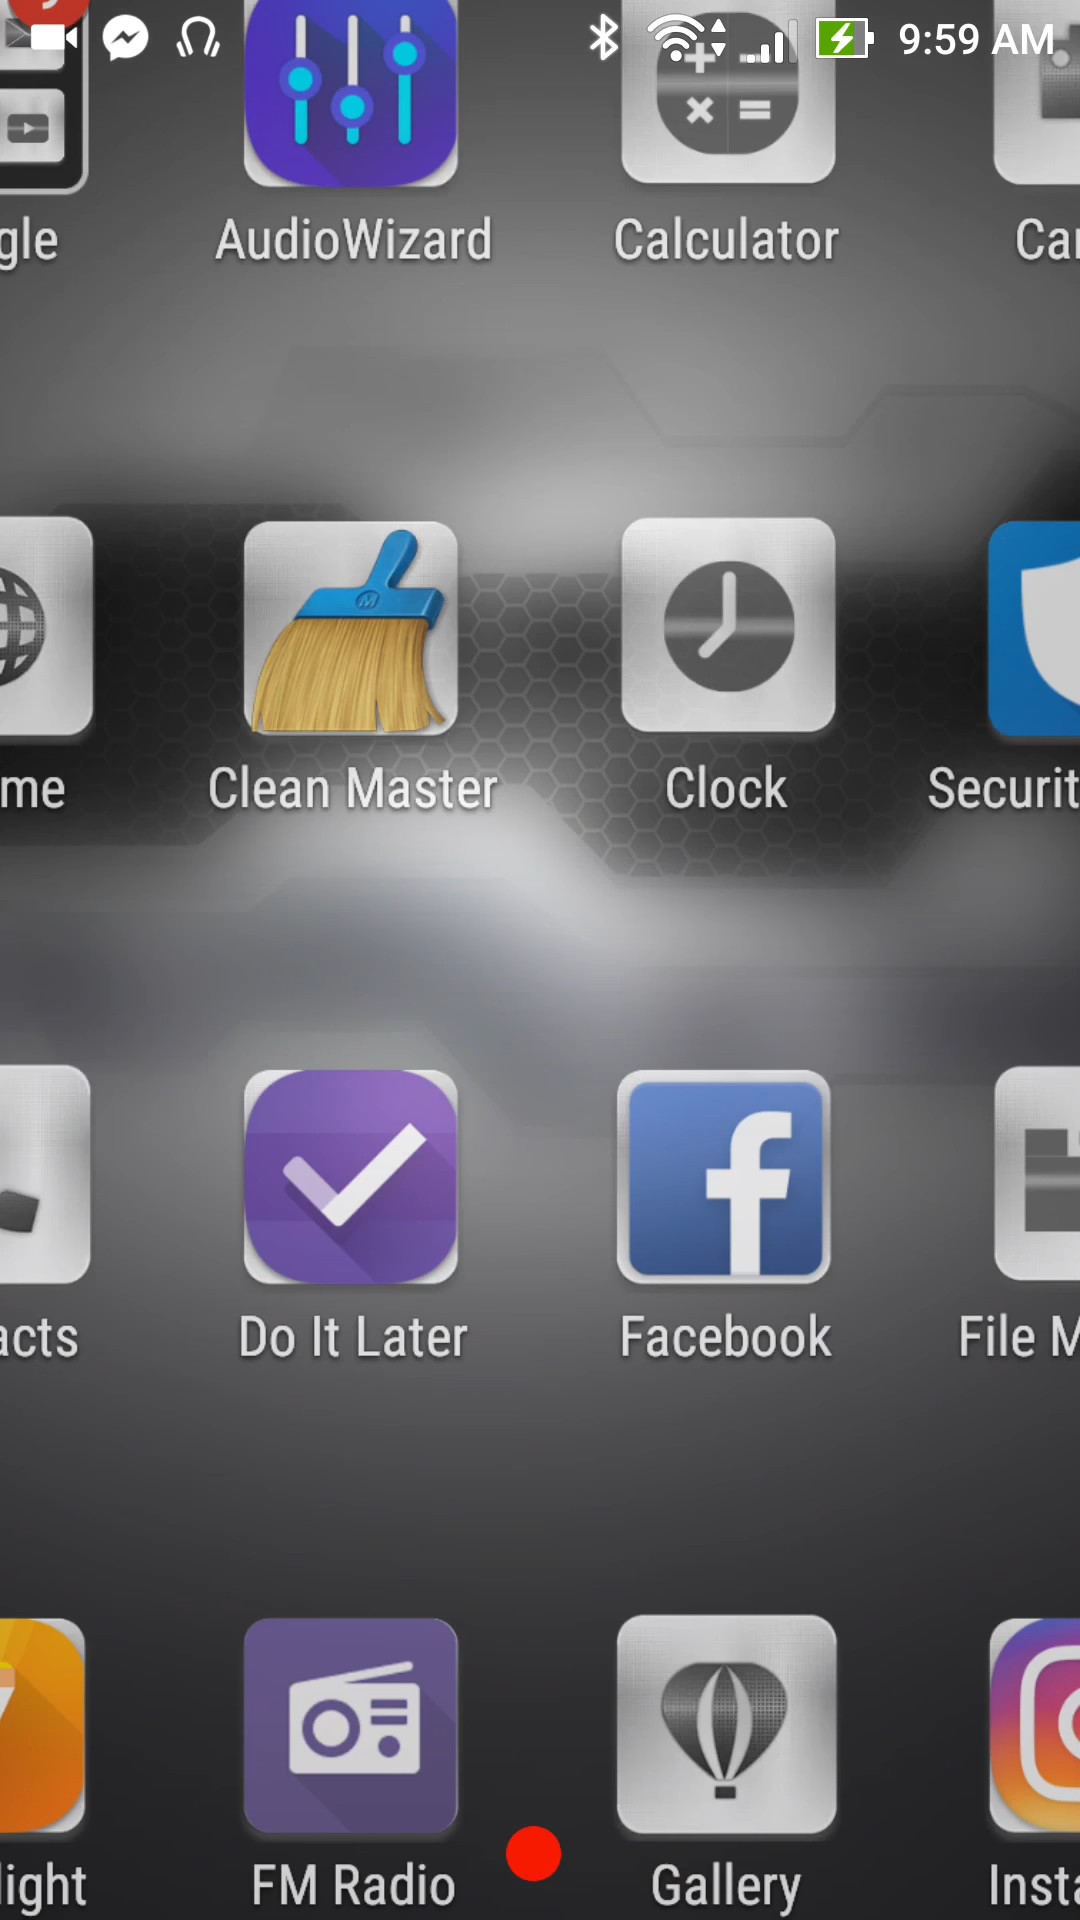 9:59 AM
gle AudioWizard Calculator Ca
me Clean Master Clock Securit
acts Do It Later Facebook File M
light FM Radio Gallery Insta